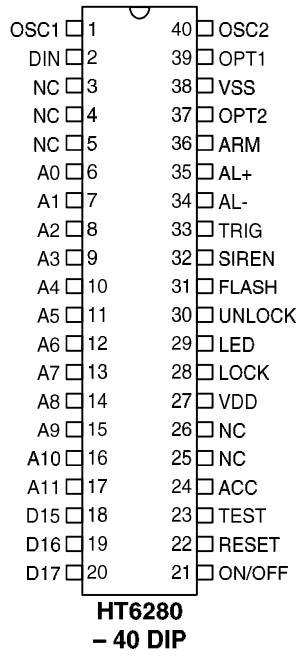 OSC1 1 40 OSC2
DIN 2 39 OPT1
NC 3 38 VSS
NC 4 37 OPT2
NC 5 36 ARM
A0 6 35 AL+
A1 7 34 AL-
A2 8 33 TRIG
A3 9 32 SIREN
A4 10 31 FLASH
A5 11 30 UNLOCK
A6 12 29 LED
A7 13 28 LOCK
A8 14 27 VDD
A9 15 26 NC
A10 16 25 NC
A11 17 24 ACC
D15 18 23 TEST
D16 19 22 RESET
D17 20 21 ON/OFF
HT6280
– 40 DIP